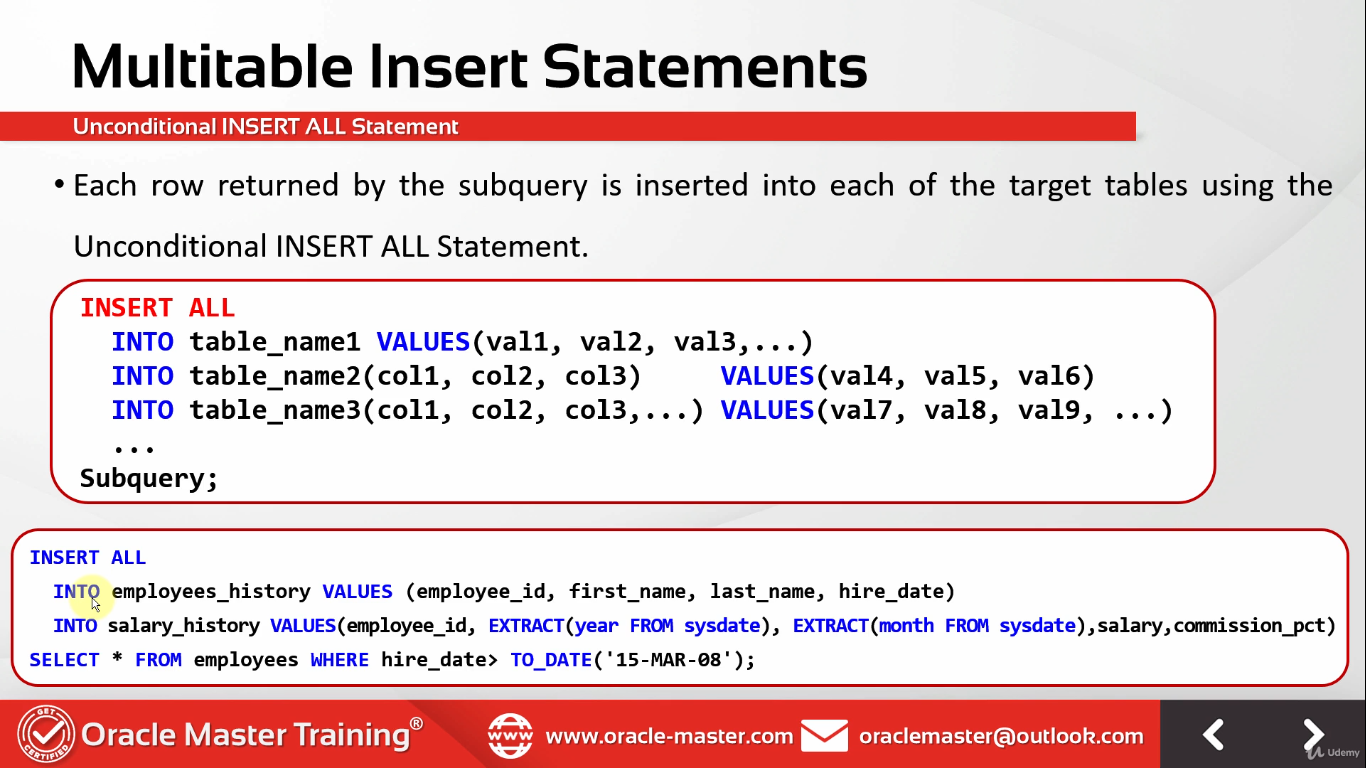 Multitable Insert Statements
Unconditional INSERT ALL Statement
• Each row returned by the subquery is inserted into each of the target tables using the
Unconditional INSERT ALL Statement.
INSERT ALL
INTO table_name1 VALUES(val1, val2, val3,...)
INTO table_name2(col1, col2, col3) VALUES(val4, val5, val6)
INTO table_name3(col1, col2, col3,...) VALUES(val7, val8, val9, ...)
...
Subquery;
INSERT ALL
INTO employees_history VALUES (employee_id, first_name, last_name, hire_date)
INTO salary_history VALUES(employee_id, EXTRACT(year FROM sysdate), EXTRACT(month FROM sysdate),salary,commission_pct)
SELECT * FROM employees WHERE hire_date> TO_DATE('15-MAR-08');
GET
CERTIFIED
Oracle Master Training®
WWW
www.oracle-master.com
oraclemaster@outlook.com
Udemy